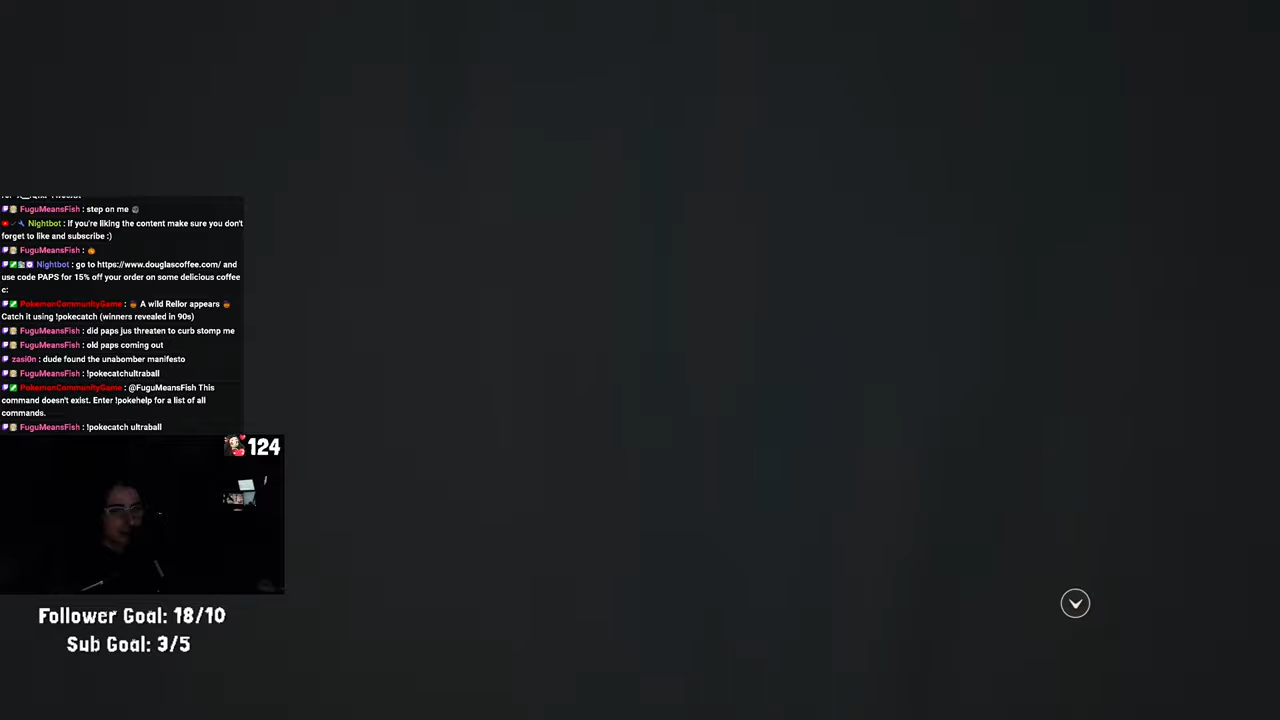 FuguMeansFish : step on me
Nightbot : If you're liking the content make sure you don't
forget to like and subscribe :)
FuguMeansFish :
Nightbot : go to https://www.douglascoffee.com/ and
use code PAPS for 15% off your order on some delicious coffee
c:
PokemonCommunityGame : A wild Rellor appears
Catch it using !pokecatch (winners revealed in 90s)
FuguMeansFish : did paps jus threaten to curb stomp me
FuguMeansFish : old paps coming out
zasi0n : dude found the unabomber manifesto
FuguMeansFish : !pokecatchultraball
PokemonCommunityGame : @FuguMeansFish This
command doesn't exist. Enter !pokehelp for a list of all
commands.
FuguMeansFish : !pokecatch ultraball
124
Follower Goal: 18/10
Sub Goal: 3/5